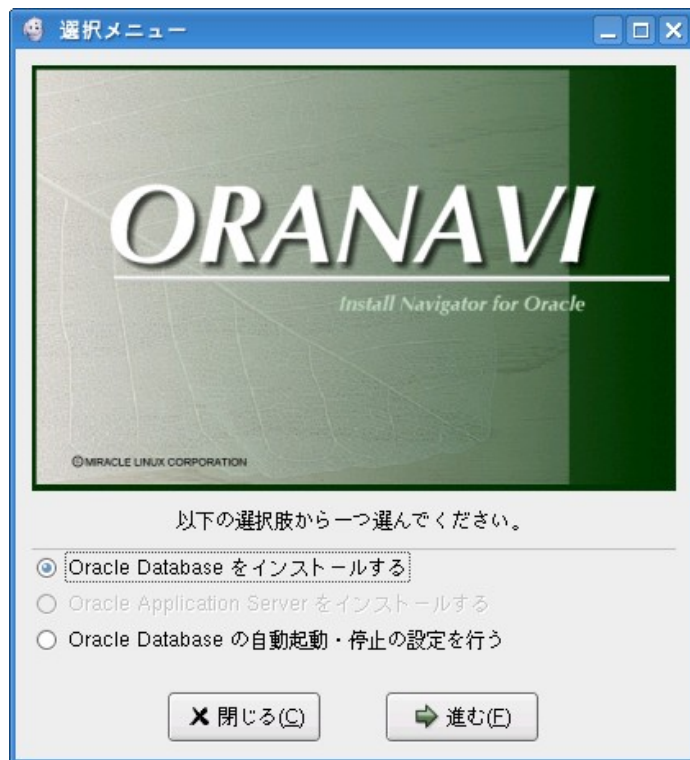 選択メニュー
ORANAVI
Install Navigator for Oracle
©MIRACLE LINUX CORPORATION
以下の選択肢から一つ選んでください。
Oracle Database をインストールする
Oracle Application Server をインストールする
Oracle Database の自動起動・停止の設定を行う
閉じる(C) 進む(F)